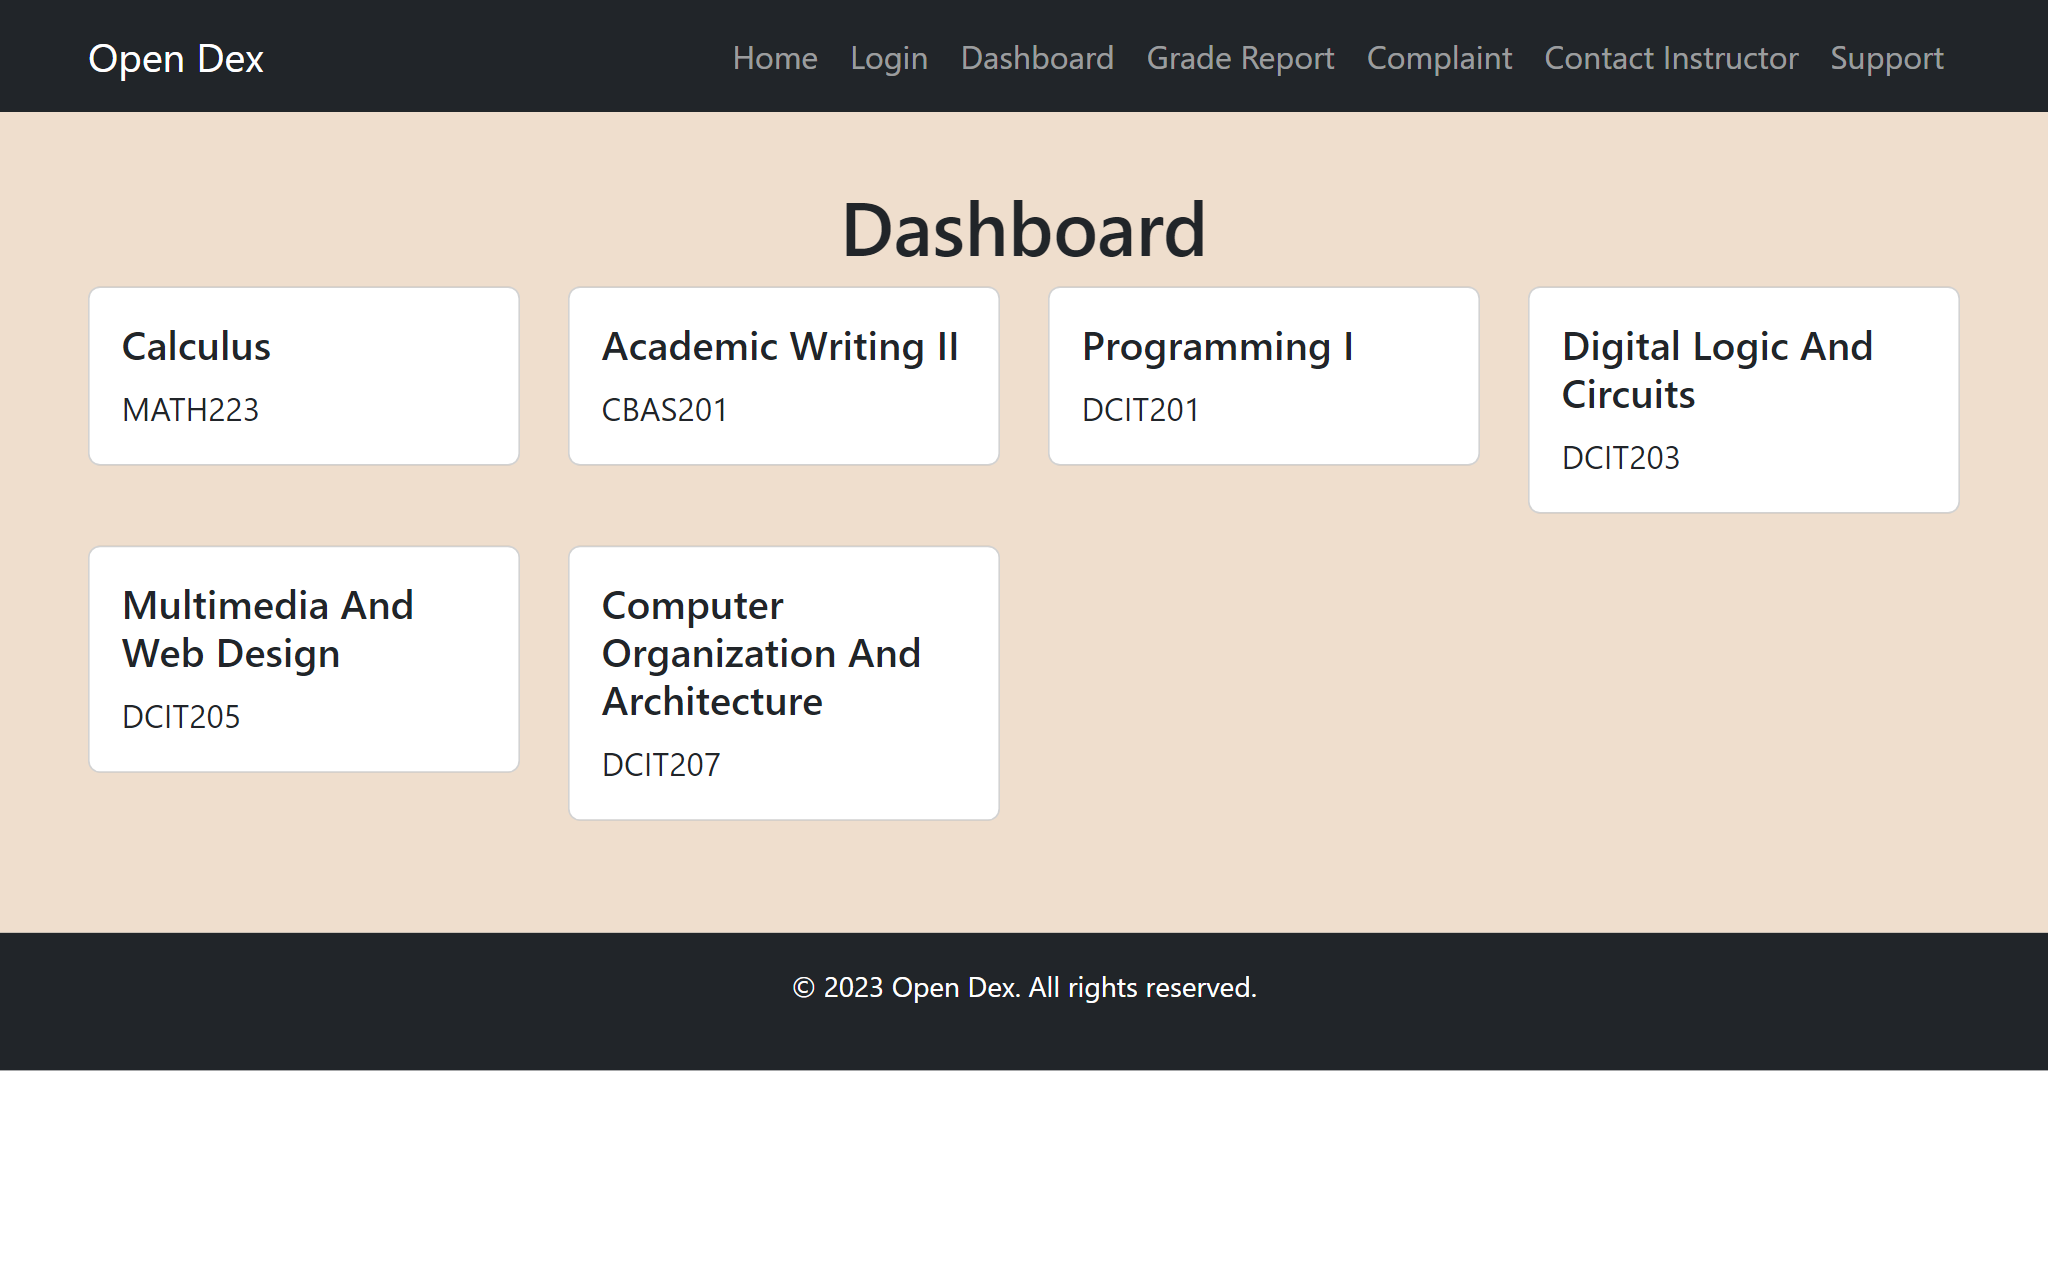 Open Dex
Home Login Dashboard Grade Report Complaint Contact Instructor Support
Dashboard
Calculus
MATH223
Academic Writing II
CBAS201
Programming I
DCIT201
Digital Logic And
Circuits
DCIT203
Multimedia And
Web Design
DCIT205
Computer
Organization And
Architecture
DCIT207
© 2023 Open Dex. All rights reserved.